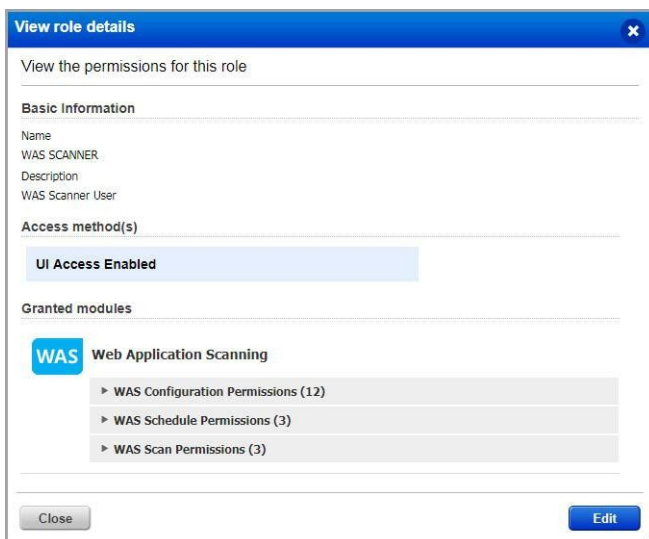 View role details
View the permissions for this role
Basic Information
Name
WAS SCANNER
Description
WAS Scanner User
Access method(s)
UI Access Enabled
Granted modules
WAS Web Application Scanning
WAS Configuration Permissions (12)
WAS Schedule Permissions (3)
WAS Scan Permissions (3)
Close Edit